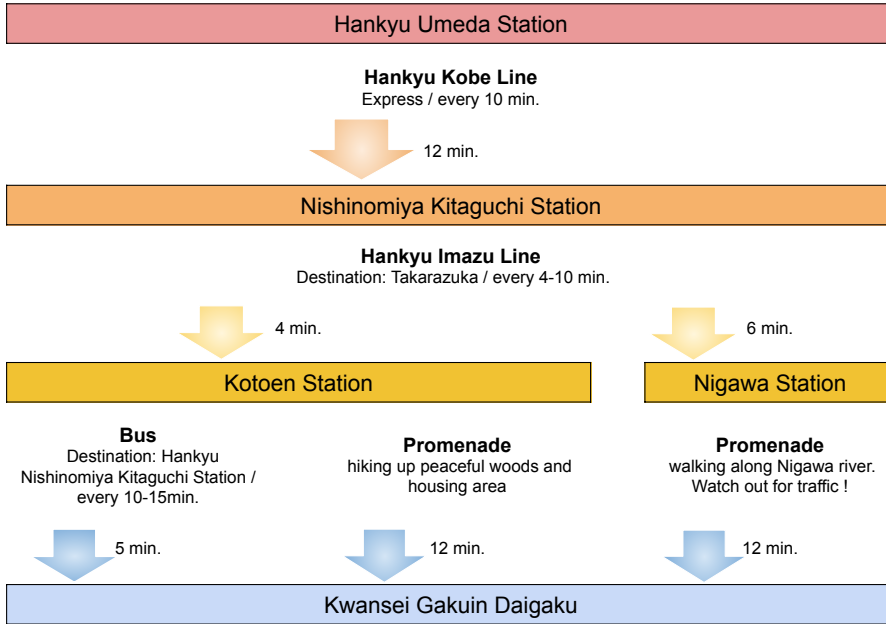 Hankyu Umeda Station
Hankyu Kobe Line
Express / every 10 min.
12 min.
Nishinomiya Kitaguchi Station
Hankyu Imazu Line
Destination: Takarazuka / every 4-10 min.
4 min.
6 min.
Kotoen Station
Nigawa Station
Bus
Destination: Hankyu
Nishinomiya Kitaguchi Station /
every 10-15min.
Promenade
hiking up peaceful woods and
housing area
Promenade
walking along Nigawa river.
Watch out for traffic !
5 min.
12 min.
12 min.
Kwansei Gakuin Daigaku